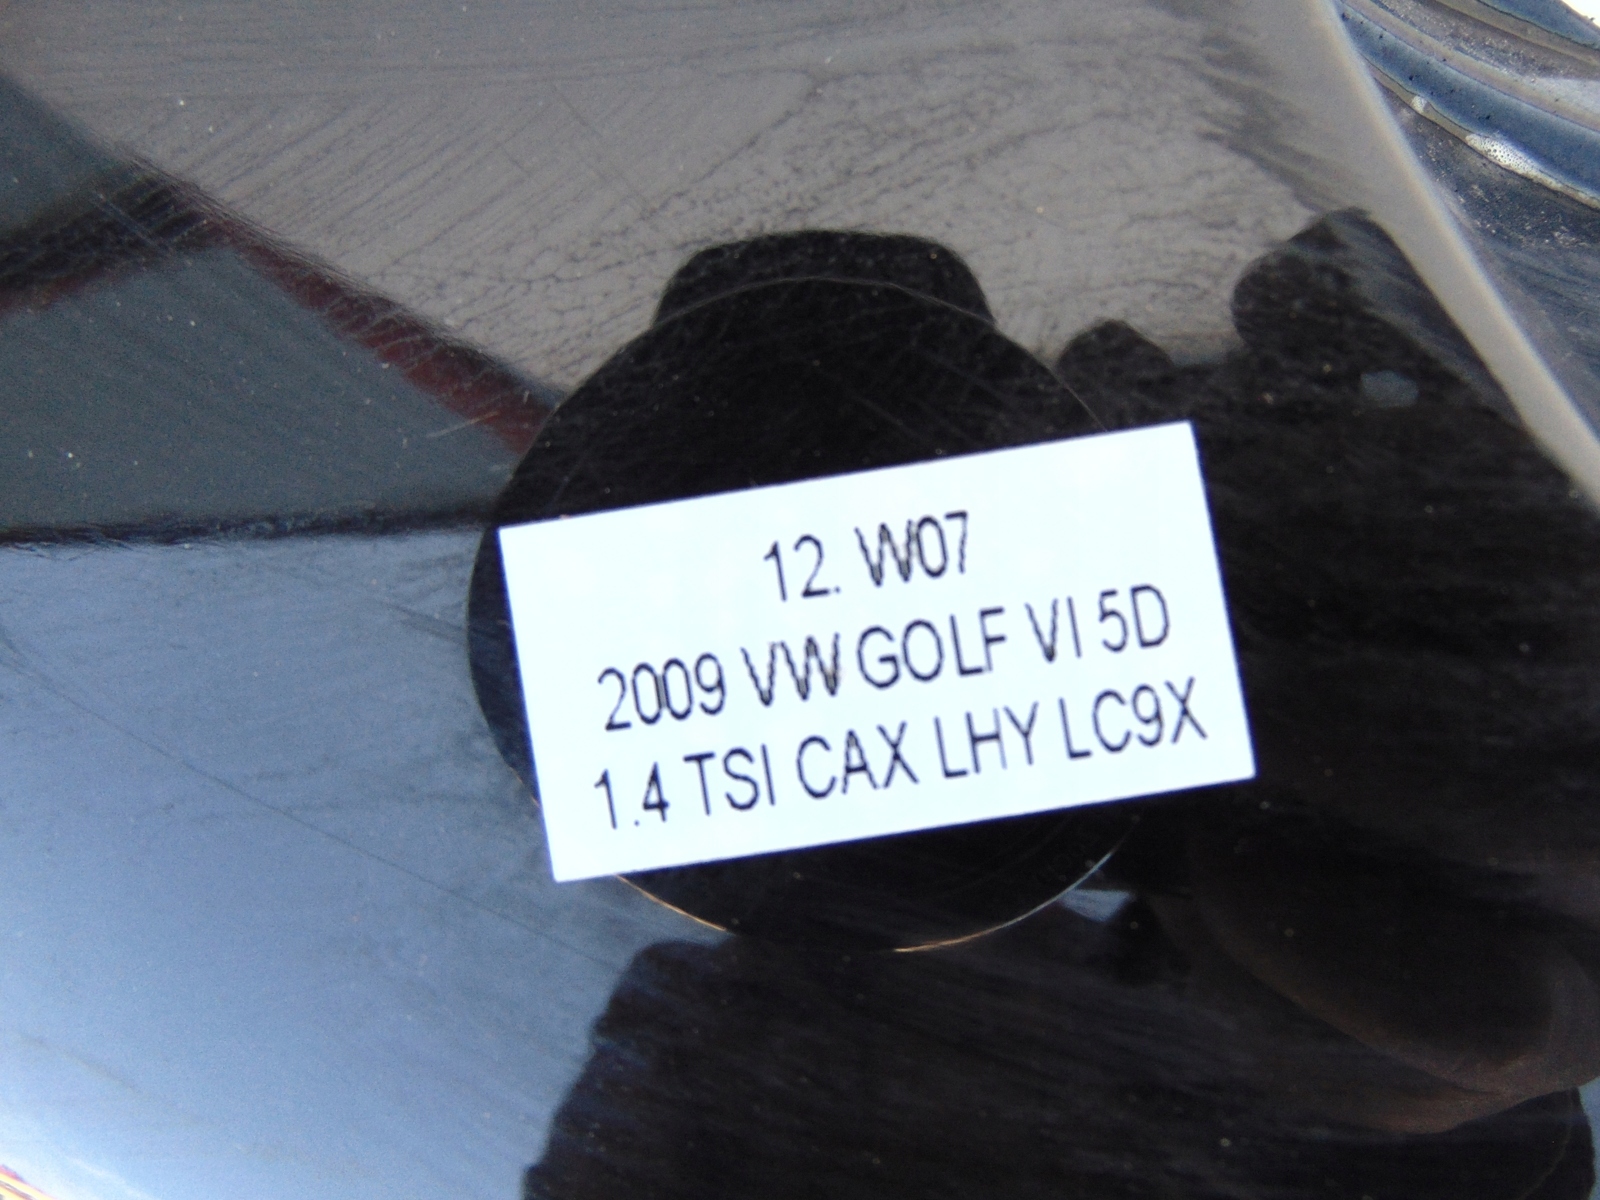 12. W07
2009 VW GOLF VI 5D
1.4 TSI CAX LHY LC9X